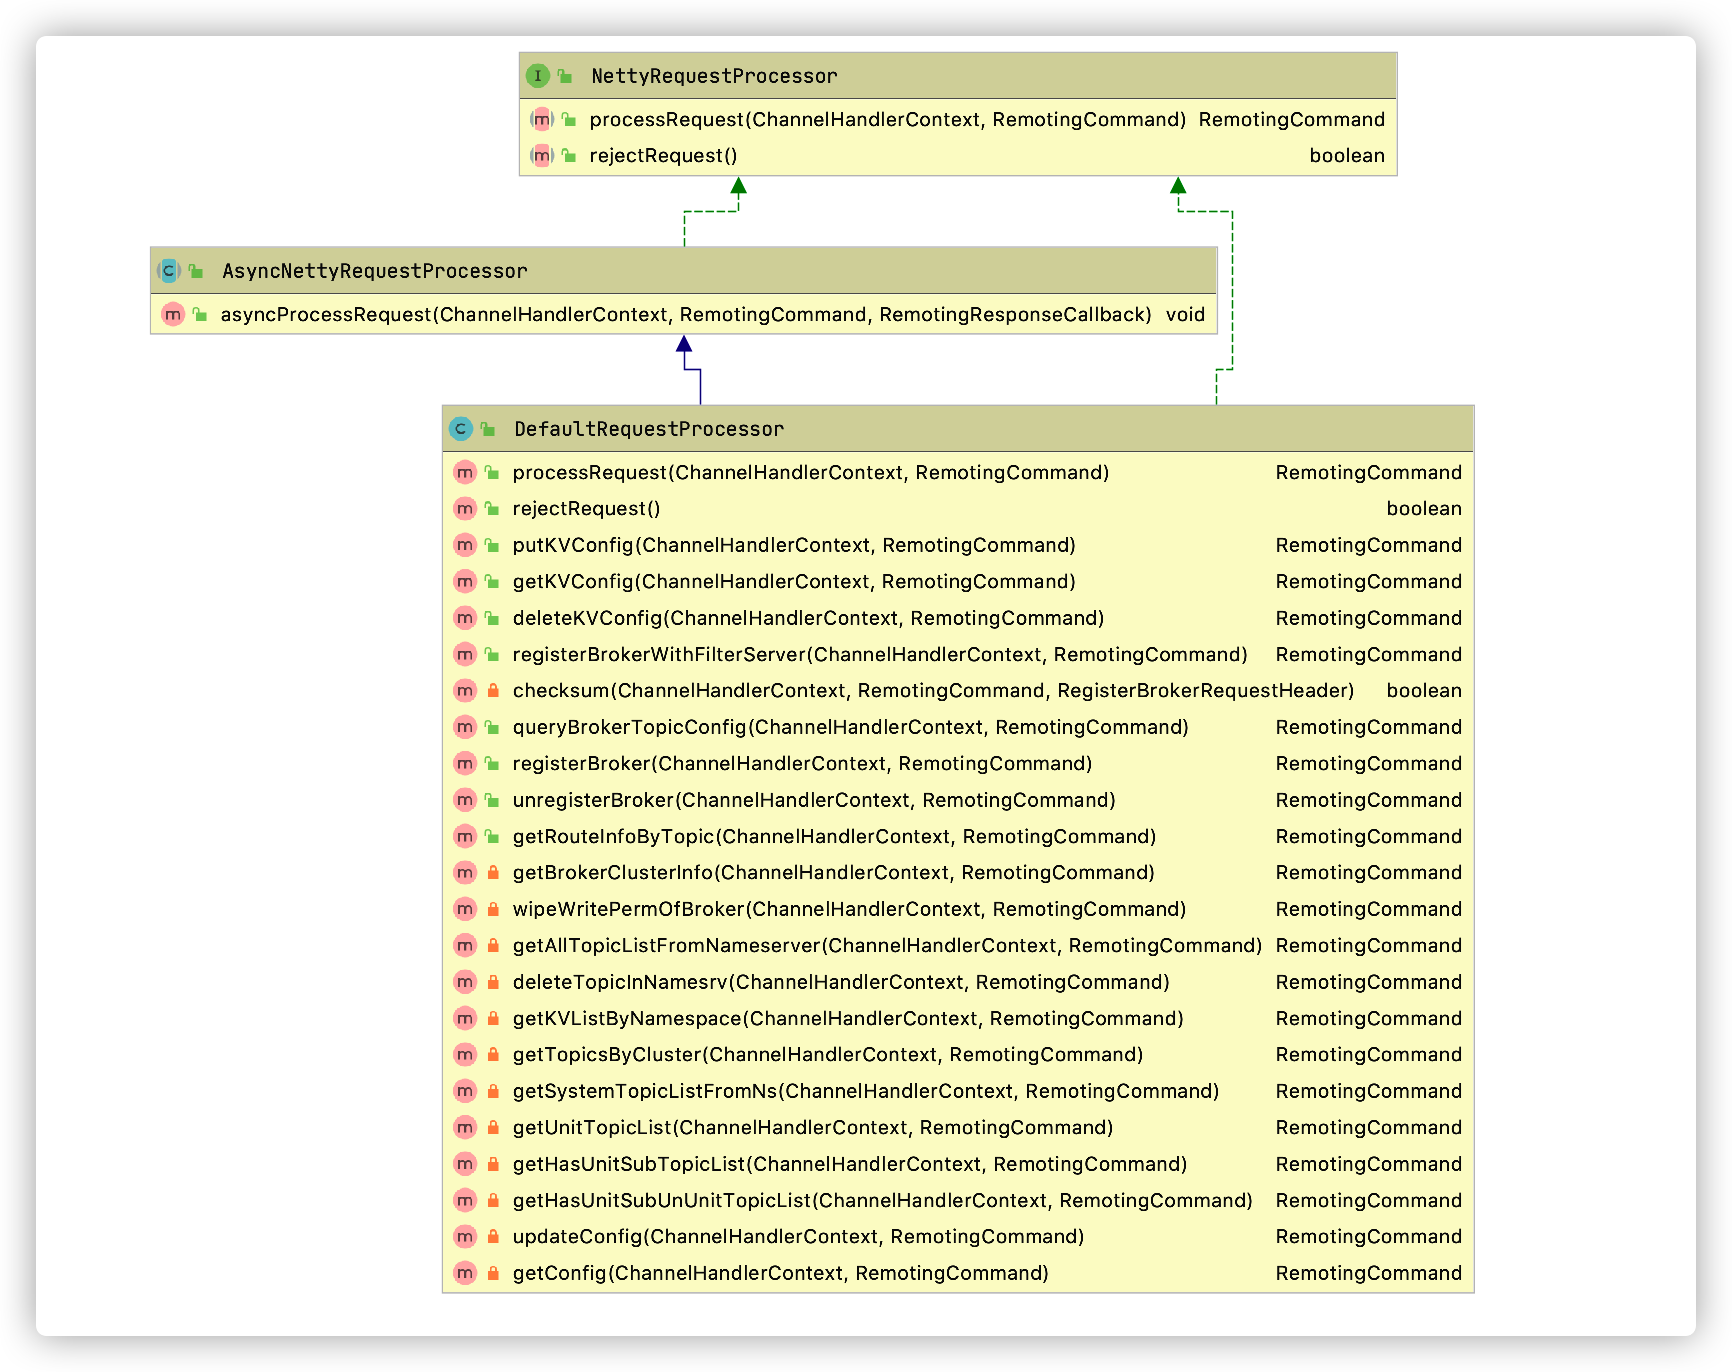 I NettyRequestProcessor
m processRequest(ChannelHandlerContext, RemotingCommand) RemotingCommand
m rejectRequest() boolean
C AsyncNettyRequestProcessor
m asyncProcessRequest(ChannelHandlerContext, RemotingCommand, RemotingResponseCallback) void
C DefaultRequestProcessor
m processRequest(ChannelHandlerContext, RemotingCommand) RemotingCommand
m rejectRequest() boolean
m putKVConfig(ChannelHandlerContext, RemotingCommand) RemotingCommand
m getKVConfig(ChannelHandlerContext, RemotingCommand) RemotingCommand
m deleteKVConfig(ChannelHandlerContext, RemotingCommand) RemotingCommand
m registerBrokerWithFilterServer(ChannelHandlerContext, RemotingCommand) RemotingCommand
m checksum(ChannelHandlerContext, RemotingCommand, RegisterBrokerRequestHeader) boolean
m queryBrokerTopicConfig(ChannelHandlerContext, RemotingCommand) RemotingCommand
m registerBroker(ChannelHandlerContext, RemotingCommand) RemotingCommand
m unregisterBroker(ChannelHandlerContext, RemotingCommand) RemotingCommand
m getRouteInfoByTopic(ChannelHandlerContext, RemotingCommand) RemotingCommand
m getBrokerClusterInfo(ChannelHandlerContext, RemotingCommand) RemotingCommand
m wipeWritePermOfBroker(ChannelHandlerContext, RemotingCommand) RemotingCommand
m getAllTopicListFromNameserver(ChannelHandlerContext, RemotingCommand) RemotingCommand
m deleteTopicInNamesrv(ChannelHandlerContext, RemotingCommand) RemotingCommand
m getKVListByNamespace(ChannelHandlerContext, RemotingCommand) RemotingCommand
m getTopicsByCluster(ChannelHandlerContext, RemotingCommand) RemotingCommand
m getSystemTopicListFromNs(ChannelHandlerContext, RemotingCommand) RemotingCommand
m getUnitTopicList(ChannelHandlerContext, RemotingCommand) RemotingCommand
m getHasUnitSubTopicList(ChannelHandlerContext, RemotingCommand) RemotingCommand
m getHasUnitSubUnUnitTopicList(ChannelHandlerContext, RemotingCommand) RemotingCommand
m updateConfig(ChannelHandlerContext, RemotingCommand) RemotingCommand
m getConfig(ChannelHandlerContext, RemotingCommand) RemotingCommand